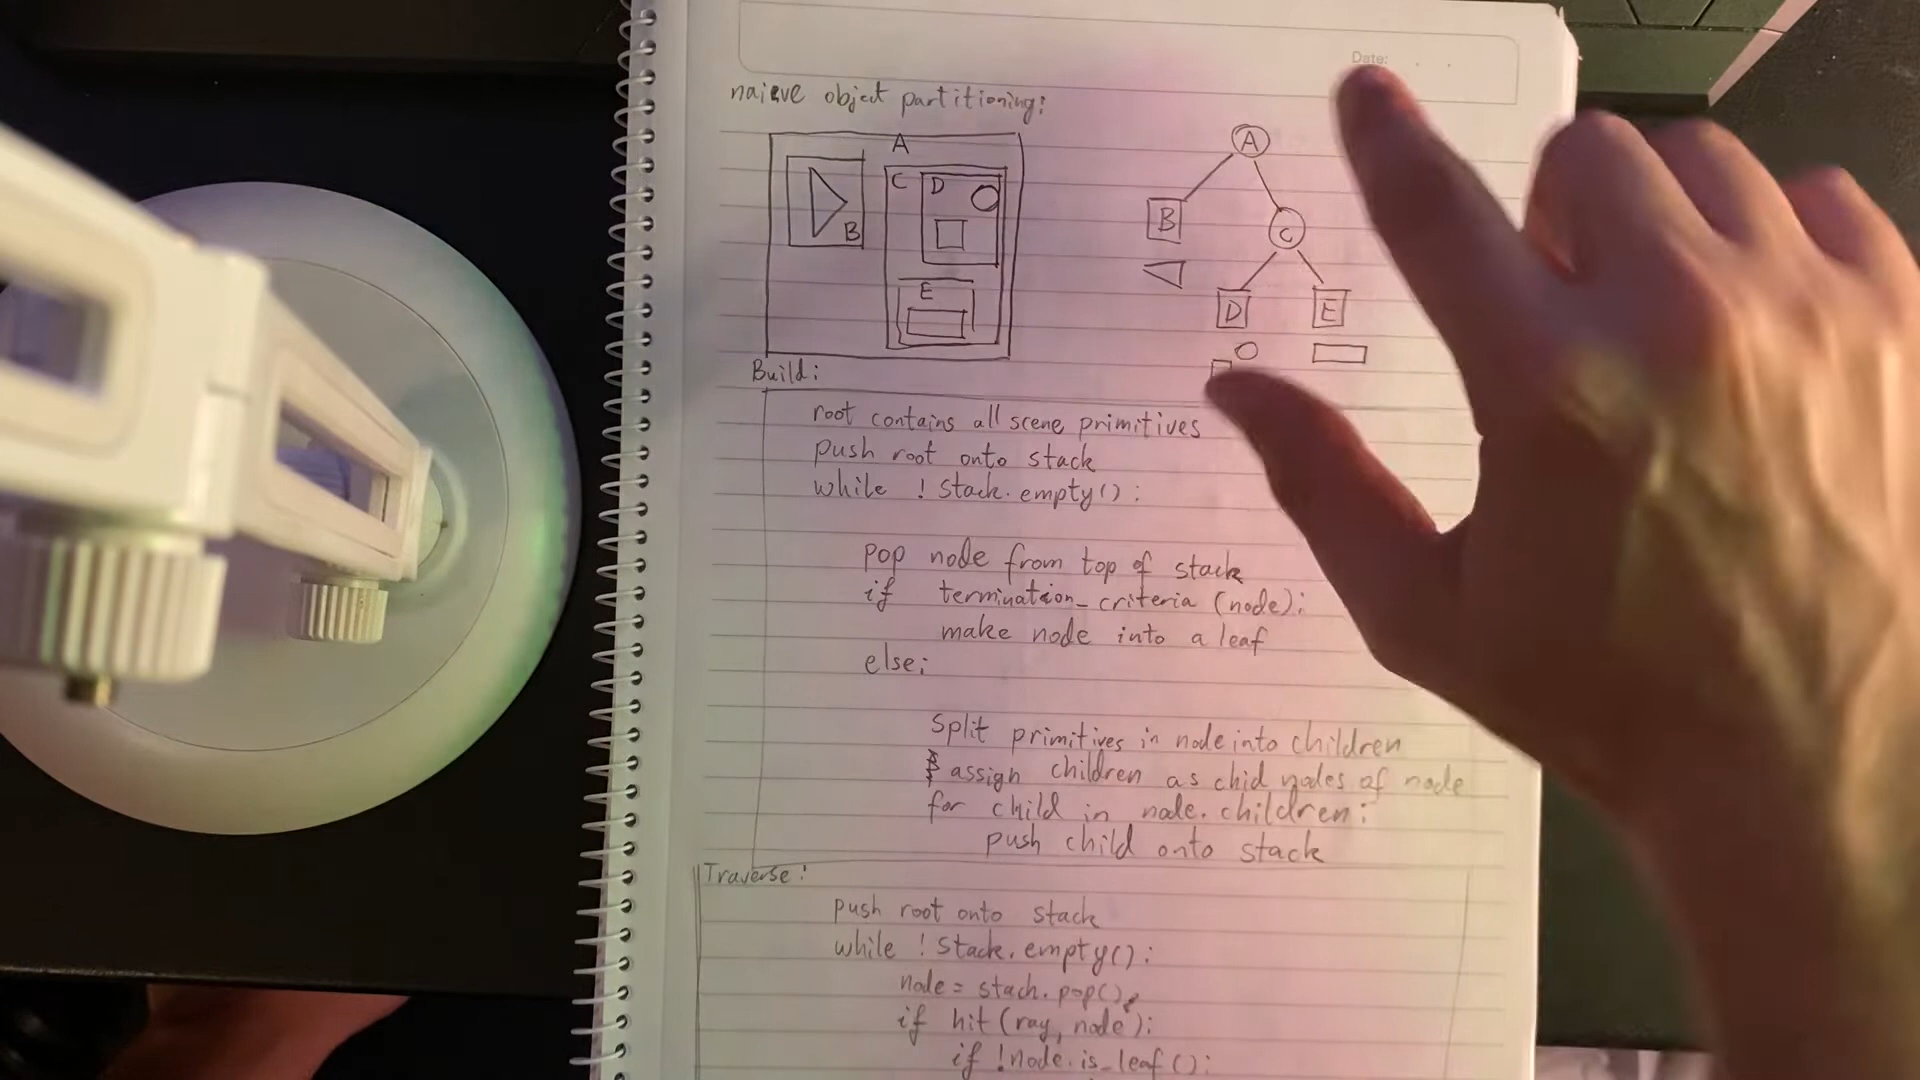 Date:
naieve object partitioning:
A
C D
B
E
A
B C
D E
Build:
root contains all scene primitives
push root onto stack
while ! stack.empty():
pop node from top of stack
if termination_criteria (node):
make node into a leaf
else:
split primitives in node into children
assign children as chid nodes of node
for child in node.children:
push child onto stack
Traverse:
push root onto stack
while ! stack.empty():
node = stack.pop()
if hit (ray, node):
if !node.is_leaf():